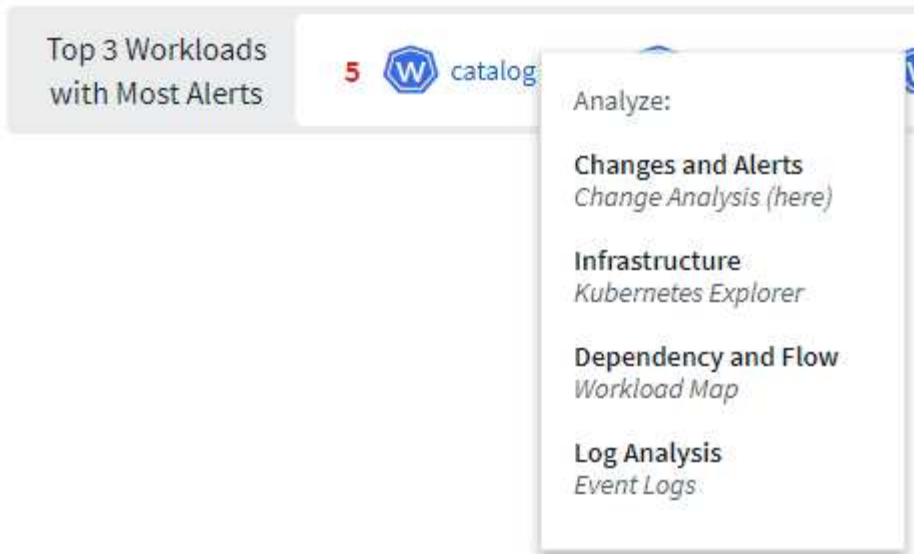 Top 3 Workloads
with Most Alerts
5 W catalog
Analyze:
Changes and Alerts
Change Analysis (here)
Infrastructure
Kubernetes Explorer
Dependency and Flow
Workload Map
Log Analysis
Event Logs